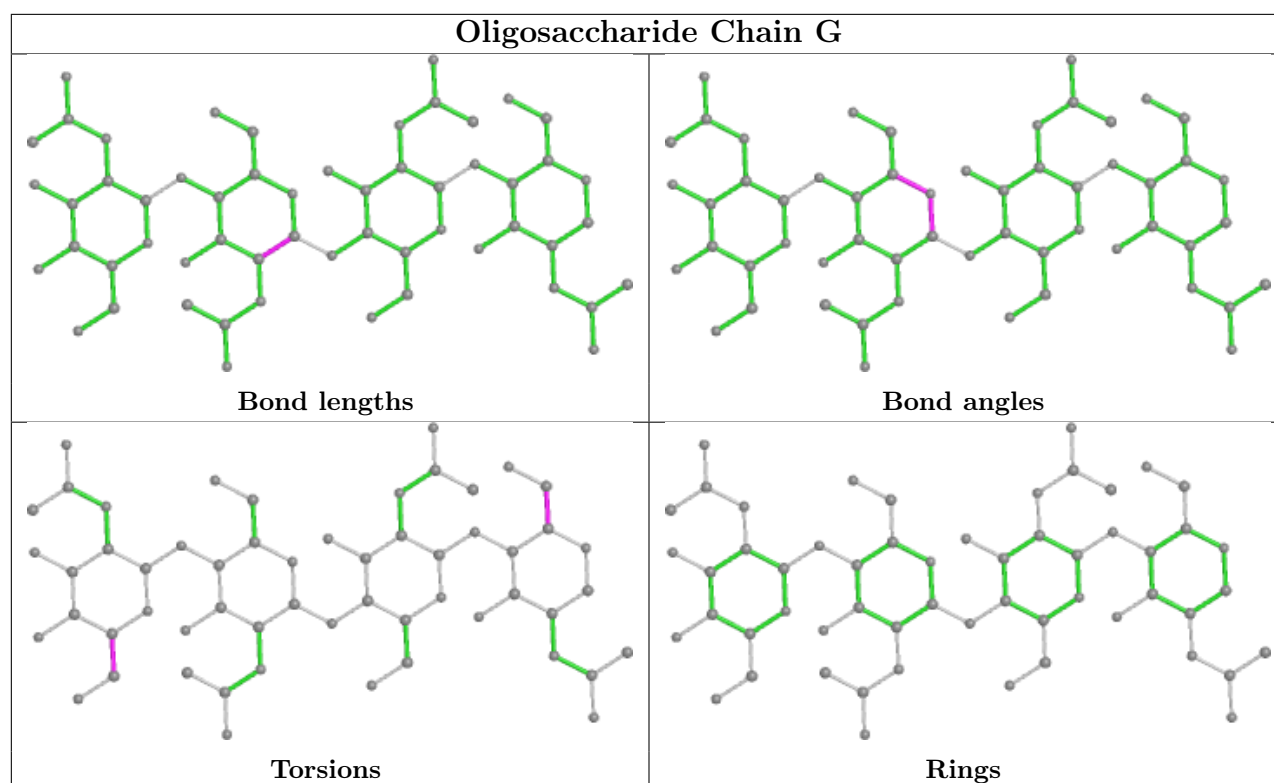 Oligosaccharide Chain G
Bond lengths
Bond angles
Torsions
Rings